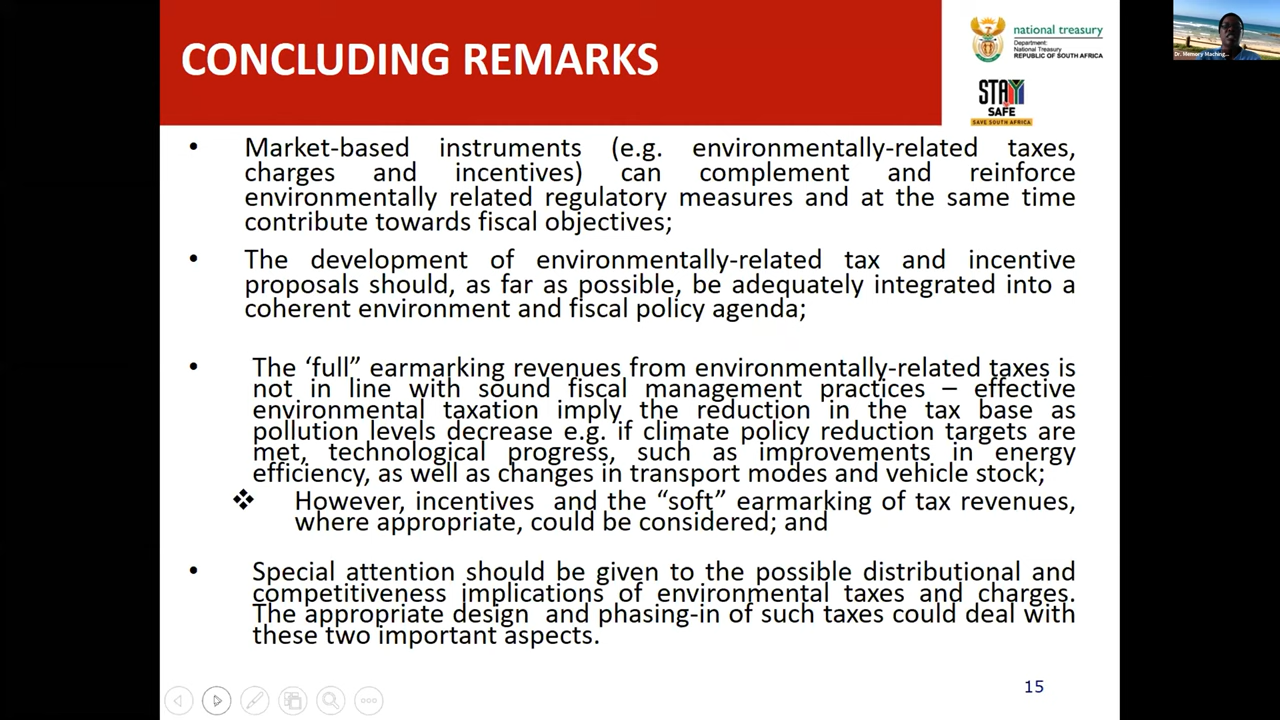 CONCLUDING REMARKS
national treasury
Department:
National Treasury
REPUBLIC OF SOUTH AFRICA
STAY
SAFE
SAVE SOUTH AFRICA
Dr. Memory Maching...
• Market-based instruments (e.g. environmentally-related taxes,
charges and incentives) can complement and reinforce
environmentally related regulatory measures and at the same time
contribute towards fiscal objectives;
• The development of environmentally-related tax and incentive
proposals should, as far as possible, be adequately integrated into a
coherent environment and fiscal policy agenda;
• The ‘full” earmarking revenues from environmentally-related taxes is
not in line with sound fiscal management practices – effective
environmental taxation imply the reduction in the tax base as
pollution levels decrease e.g. if climate policy reduction targets are
met, technological progress, such as improvements in energy
efficiency, as well as changes in transport modes and vehicle stock;
❖ However, incentives and the “soft” earmarking of tax revenues,
where appropriate, could be considered; and
• Special attention should be given to the possible distributional and
competitiveness implications of environmental taxes and charges.
The appropriate design and phasing-in of such taxes could deal with
these two important aspects.
15